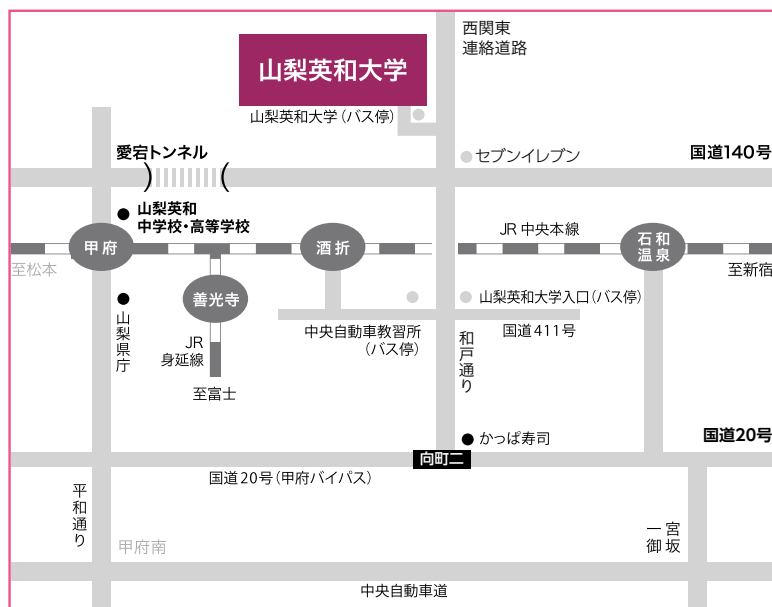 西関東
連絡道路
山梨英和大学
山梨英和大学（バス停）
愛宕トンネル
セブンイレブン
国道140号
山梨英和
中学校・高等学校
JR 中央本線
甲府
酒折
石和
温泉
至松本
至新宿
善光寺
山梨英和大学入口（バス停）
山梨県庁
中央自動車教習所
（バス停）
国道411号
JR
身延線
和戸通り
至富士
かっぱ寿司
国道20号
向町二
国道20号（甲府バイパス）
平和通り
甲府南
一宮
御坂
中央自動車道